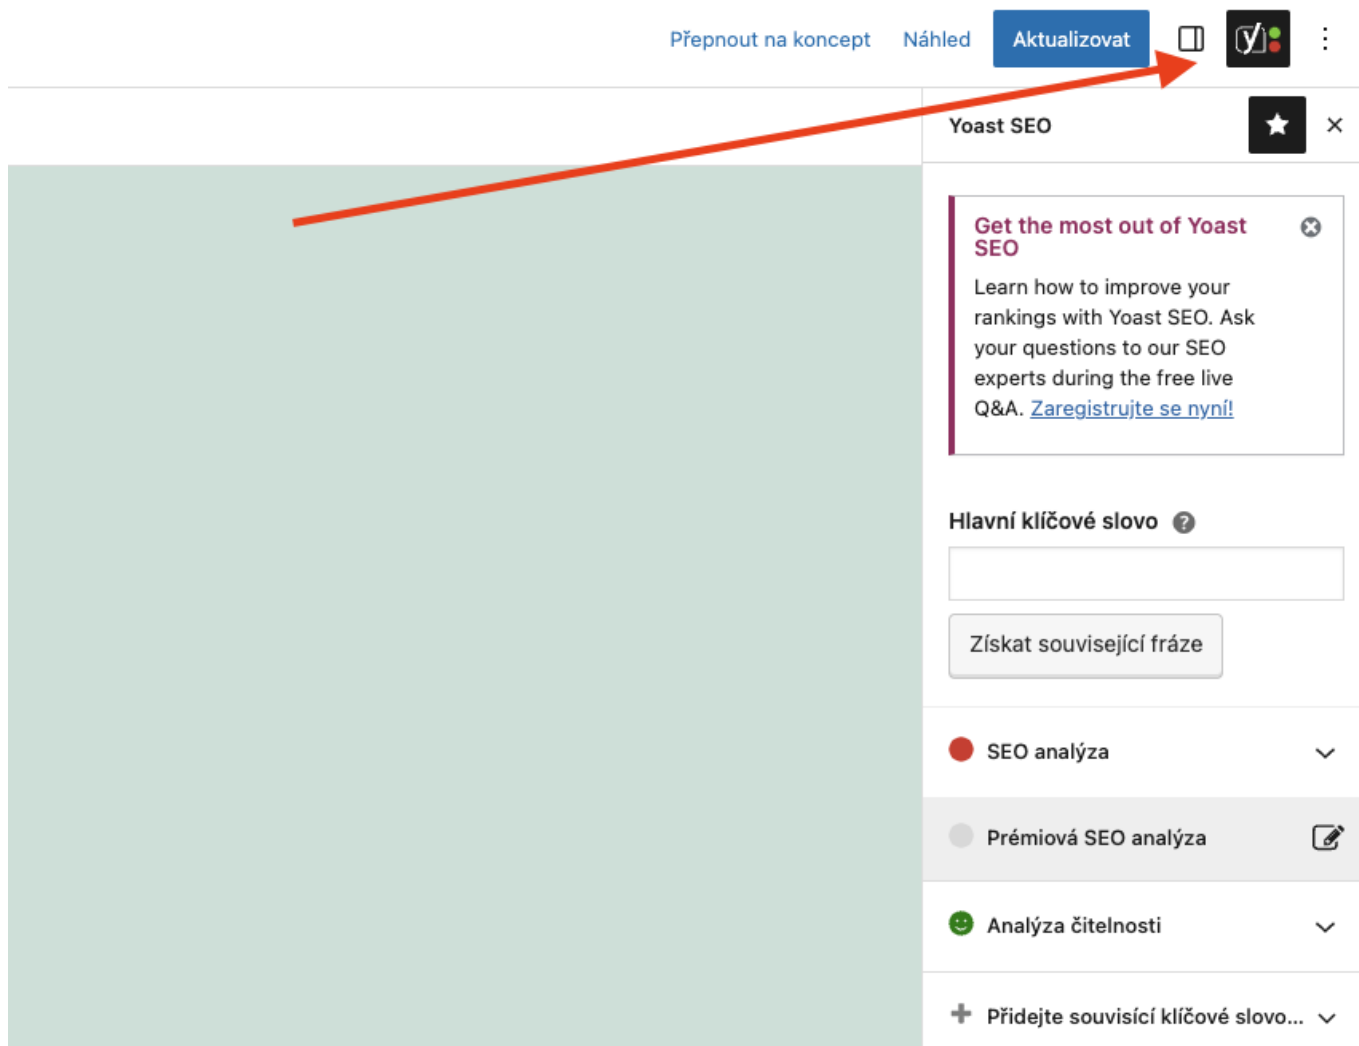 Přepnout na koncept Náhled Aktualizovat
Yoast SEO
Get the most out of Yoast
SEO
Learn how to improve your
rankings with Yoast SEO. Ask
your questions to our SEO
experts during the free live
Q&A. Zaregistrujte se nyní!
Hlavní klíčové slovo
Získat související fráze
SEO analýza
Prémiová SEO analýza
Analýza čitelnosti
Přidejte souvisící klíčové slovo...